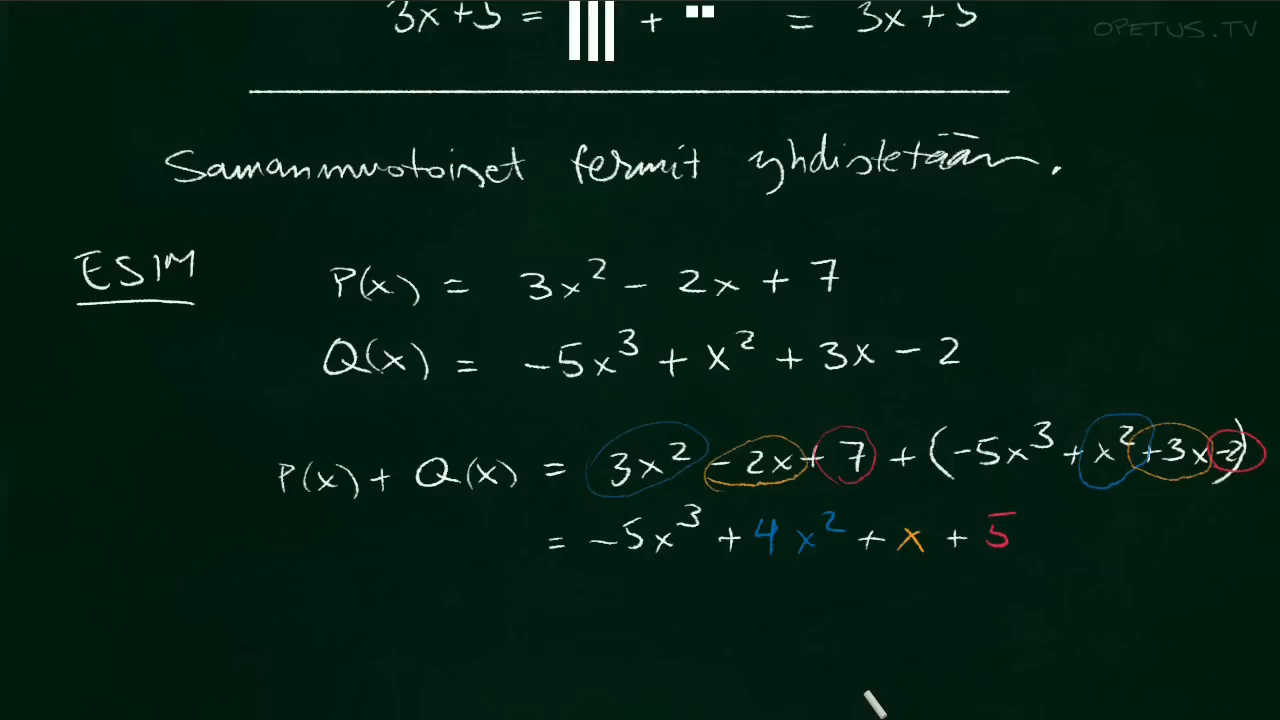 3x + 5 = + = 3x + 5
OPETUS.TV
Samanmuotoiset termit yhdistetään.
ESIM P(x) = 3x² - 2x + 7
Q(x) = -5x³ + x² + 3x - 2
P(x) + Q(x) = 3x² - 2x + 7 + (-5x³ + x² + 3x - 2)
= -5x³ + 4x² + x + 5